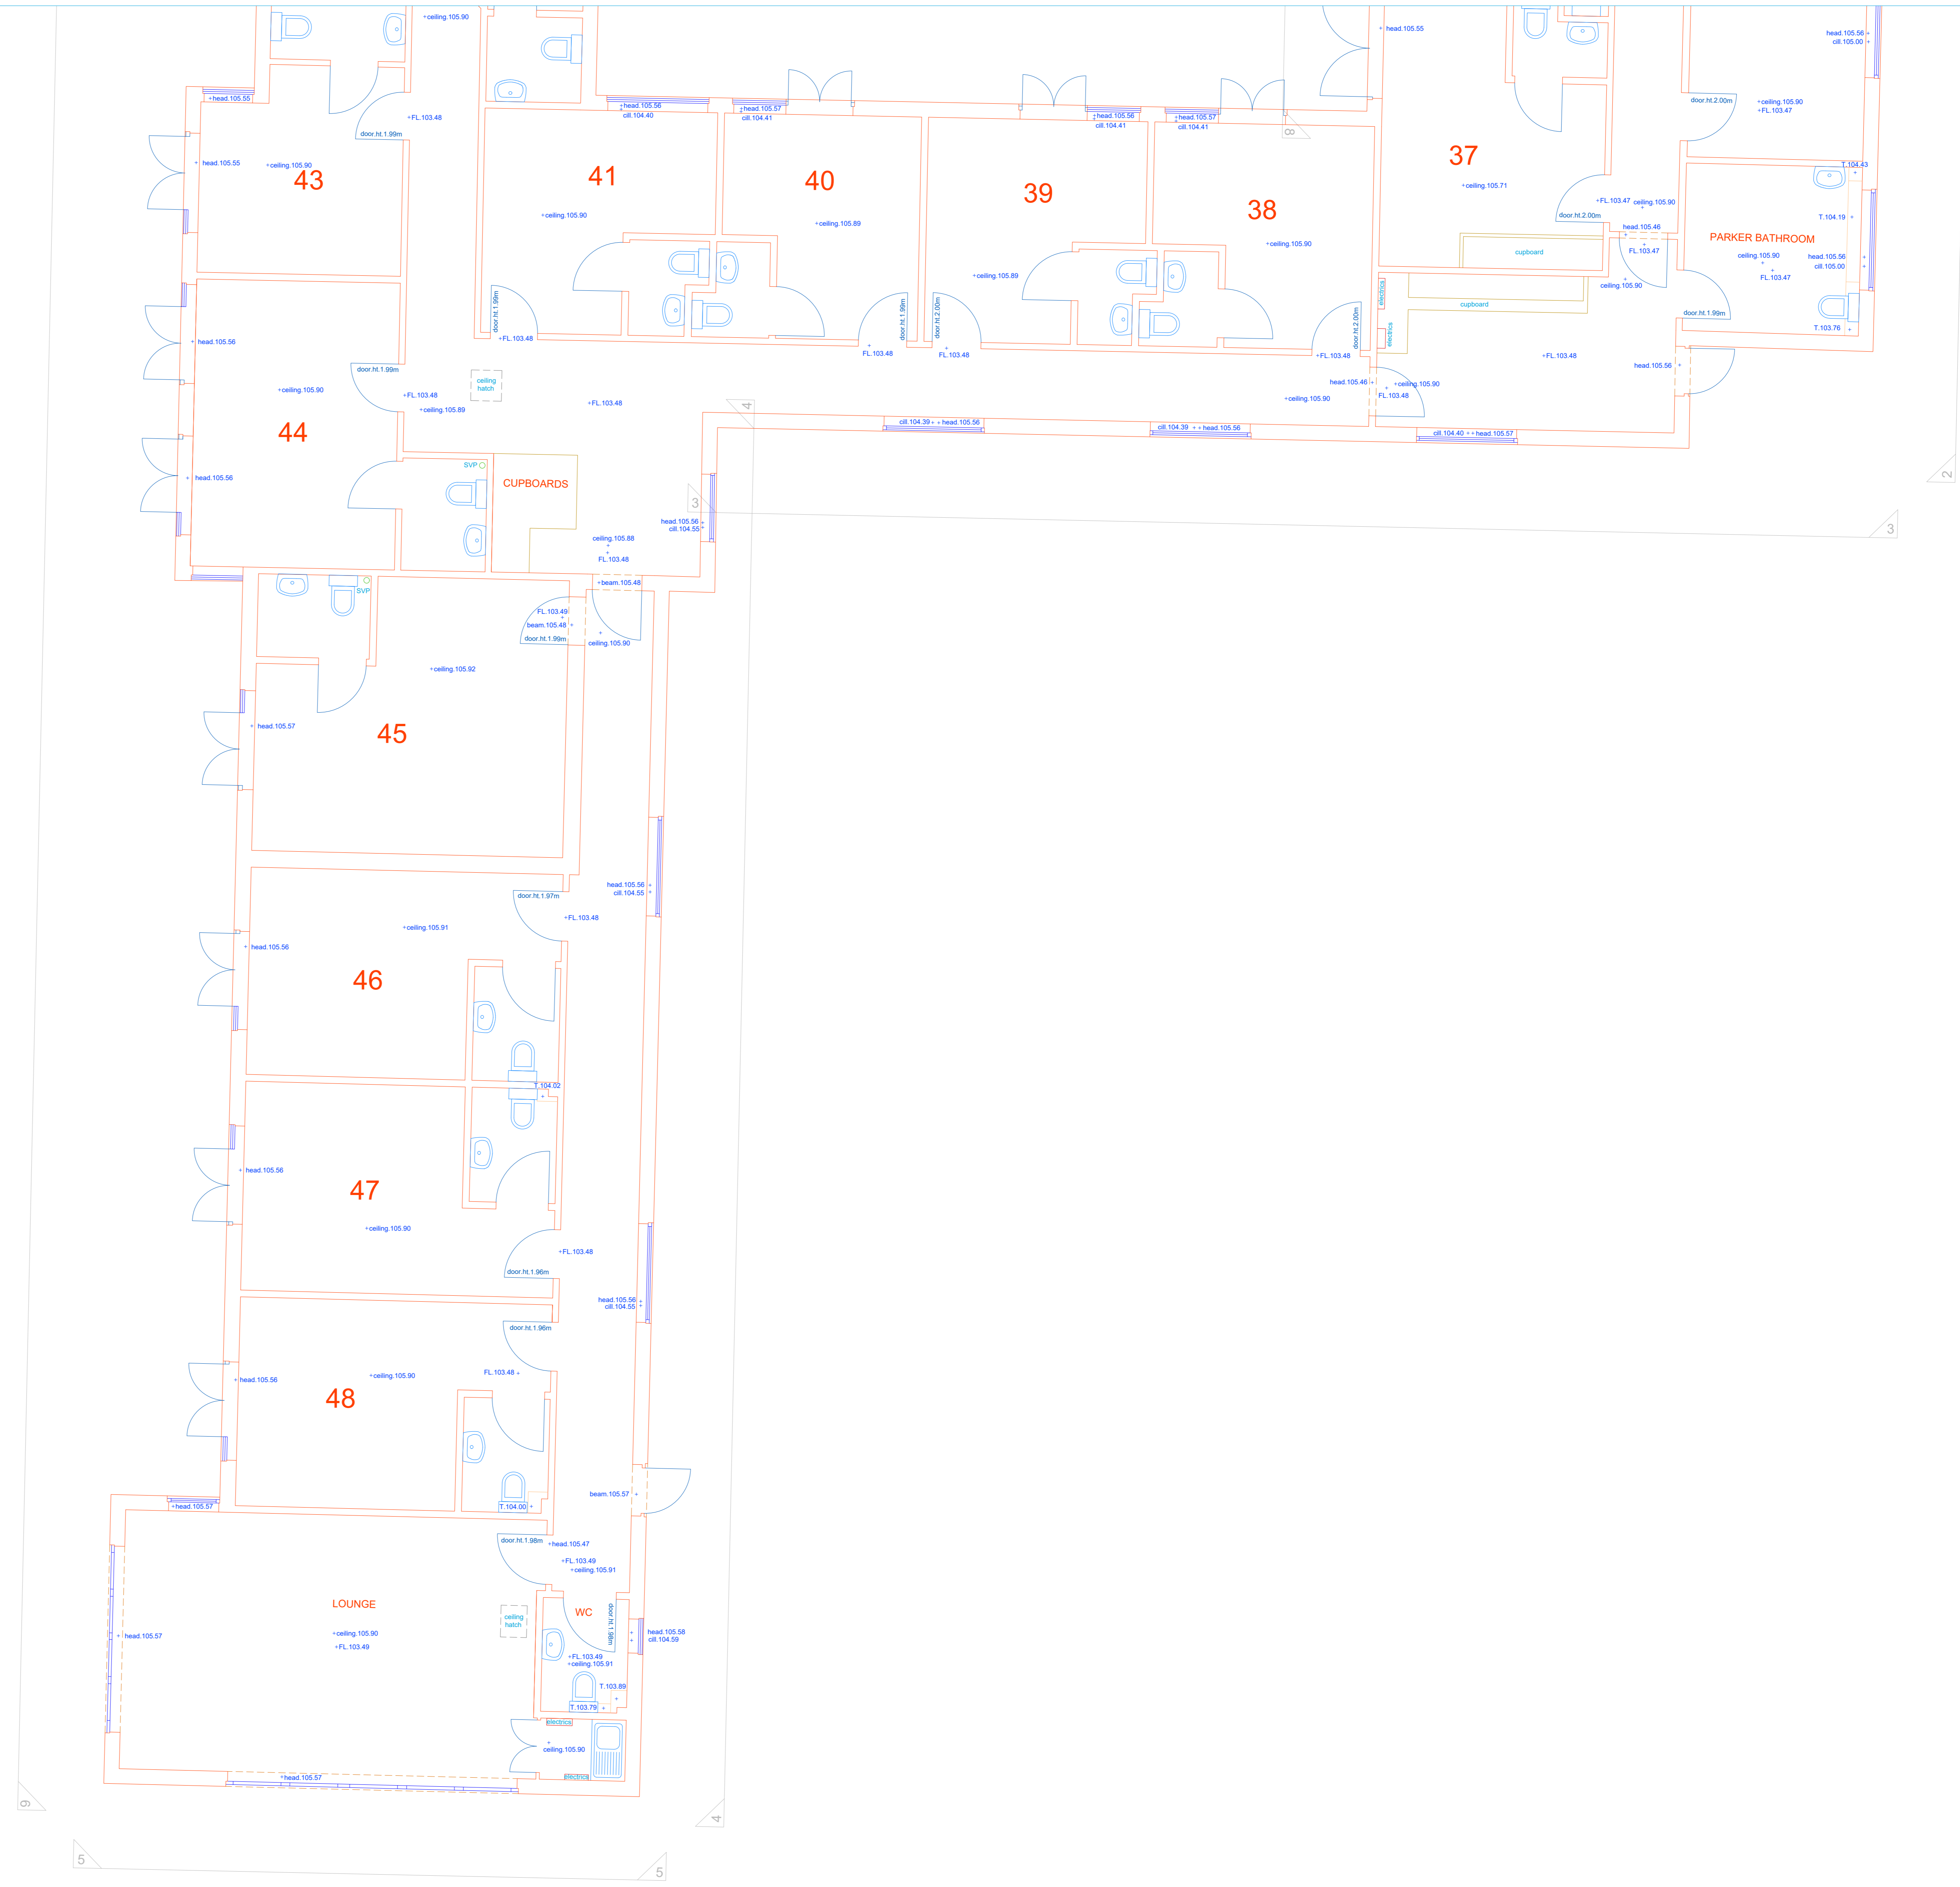 ceiling.105.90
head.105.55
head.105.56
cill.105.00
head.105.55
head.105.56
cill.104.40
head.105.57
cill.104.41
head.105.56
cill.104.41
head.105.57
cill.104.41
door.ht.2.00m
ceiling.105.90
FL.103.47
FL.103.48
door.ht.1.99m
8
head.105.55
ceiling.105.90
43
41
40
39
38
37
ceiling.105.71
T.104.43
ceiling.105.90
ceiling.105.89
ceiling.105.90
ceiling.105.89
FL.103.47
ceiling.105.90
door.ht.2.00m
head.105.46
FL.103.47
T.104.19
PARKER BATHROOM
ceiling.105.90
FL.103.47
head.105.56
cill.105.00
cupboard
cupboard
electrics
electrics
ceiling.105.90
door.ht.1.99m
T.103.76
door.ht.1.99m
door.ht.1.99m
door.ht.2.00m
door.ht.2.00m
FL.103.48
FL.103.48
FL.103.48
FL.103.48
FL.103.48
head.105.56
head.105.56
door.ht.1.99m
ceiling
hatch
ceiling.105.90
FL.103.48
ceiling.105.89
FL.103.48
head.105.46
ceiling.105.90
FL.103.48
ceiling.105.90
4
44
cill.104.39
head.105.56
cill.104.39
head.105.56
cill.104.40
head.105.57
SVP
head.105.56
CUPBOARDS
3
2
head.105.56
cill.104.55
3
ceiling.105.88
FL.103.48
beam.105.48
SVP
FL.103.49
beam.105.48
door.ht.1.99m
ceiling.105.90
ceiling.105.92
head.105.57
45
head.105.56
cill.104.55
door.ht.1.97m
FL.103.48
ceiling.105.91
head.105.56
46
T.104.02
head.105.56
47
ceiling.105.90
FL.103.48
door.ht.1.96m
head.105.56
cill.104.55
door.ht.1.96m
FL.103.48
ceiling.105.90
head.105.56
48
beam.105.57
head.105.57
T.104.00
door.ht.1.98m
head.105.47
FL.103.49
ceiling.105.91
LOUNGE
ceiling
hatch
WC
door.ht.1.98m
head.105.57
ceiling.105.90
FL.103.49
head.105.58
cill.104.59
FL.103.49
ceiling.105.91
T.103.89
T.103.79
electrics
ceiling.105.90
electrics
head.105.57
9
4
5
5